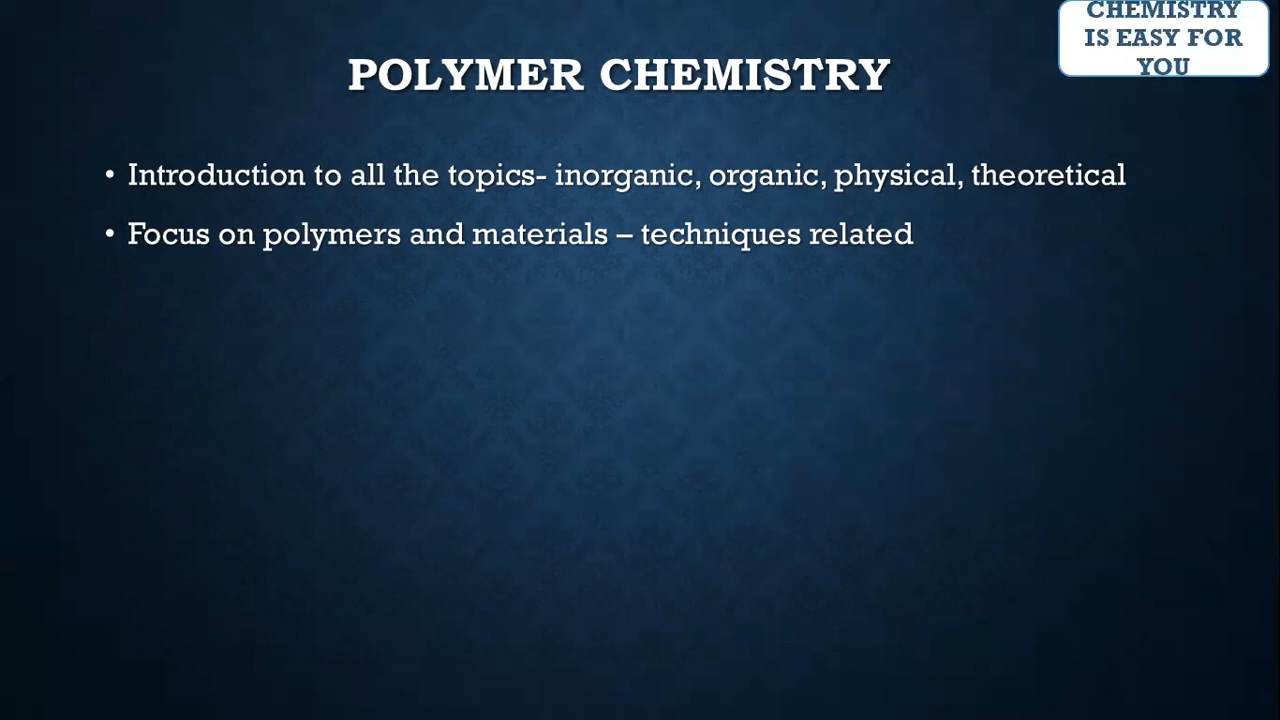 CHEMISTRY
IS EASY FOR
YOU
POLYMER CHEMISTRY
• Introduction to all the topics- inorganic, organic, physical, theoretical
• Focus on polymers and materials – techniques related